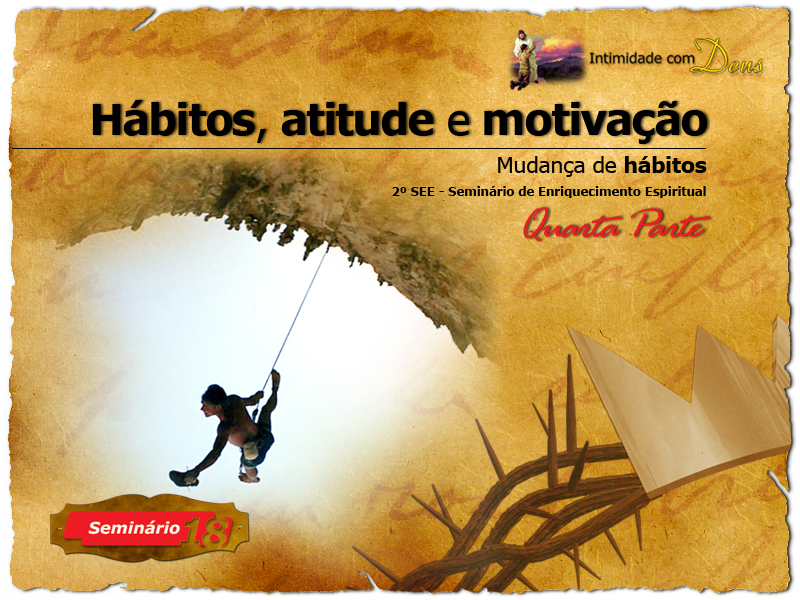 Intimidade com Deus
Hábitos, atitude e motivação
Mudança de hábitos
2º SEE - Seminário de Enriquecimento Espiritual
Quarta Parte
Seminário 18